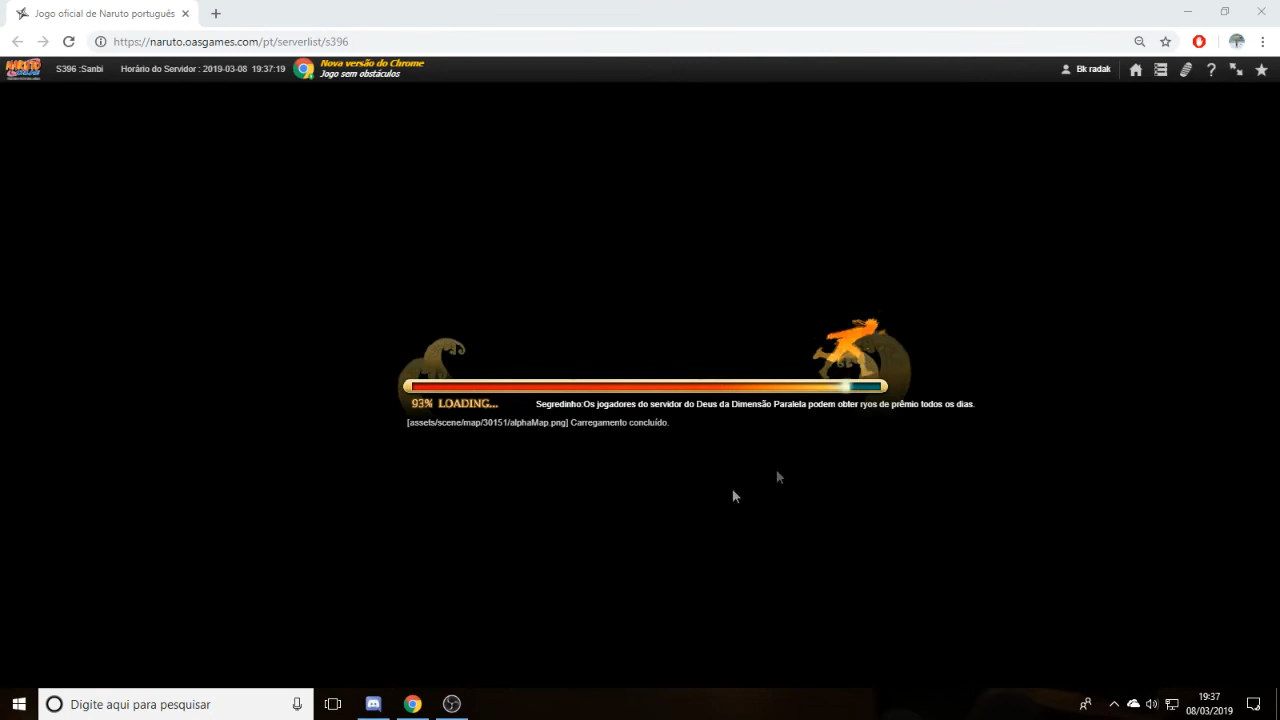 Jogo oficial de Naruto português
https://naruto.oasgames.com/pt/serverlist/s396
S396 :Sanbi
Horário do Servidor : 2019-03-08 19:37:19
Nova versão do Chrome
Jogo sem obstáculos
Bk radak
93% LOADING...
Segredinho:Os jogadores do servidor do Deus da Dimensão Paralela podem obter ryos de prêmio todos os dias.
[assets/scene/map/30151/alphaMap.png] Carregamento concluído.
Digite aqui para pesquisar
19:37
08/03/2019